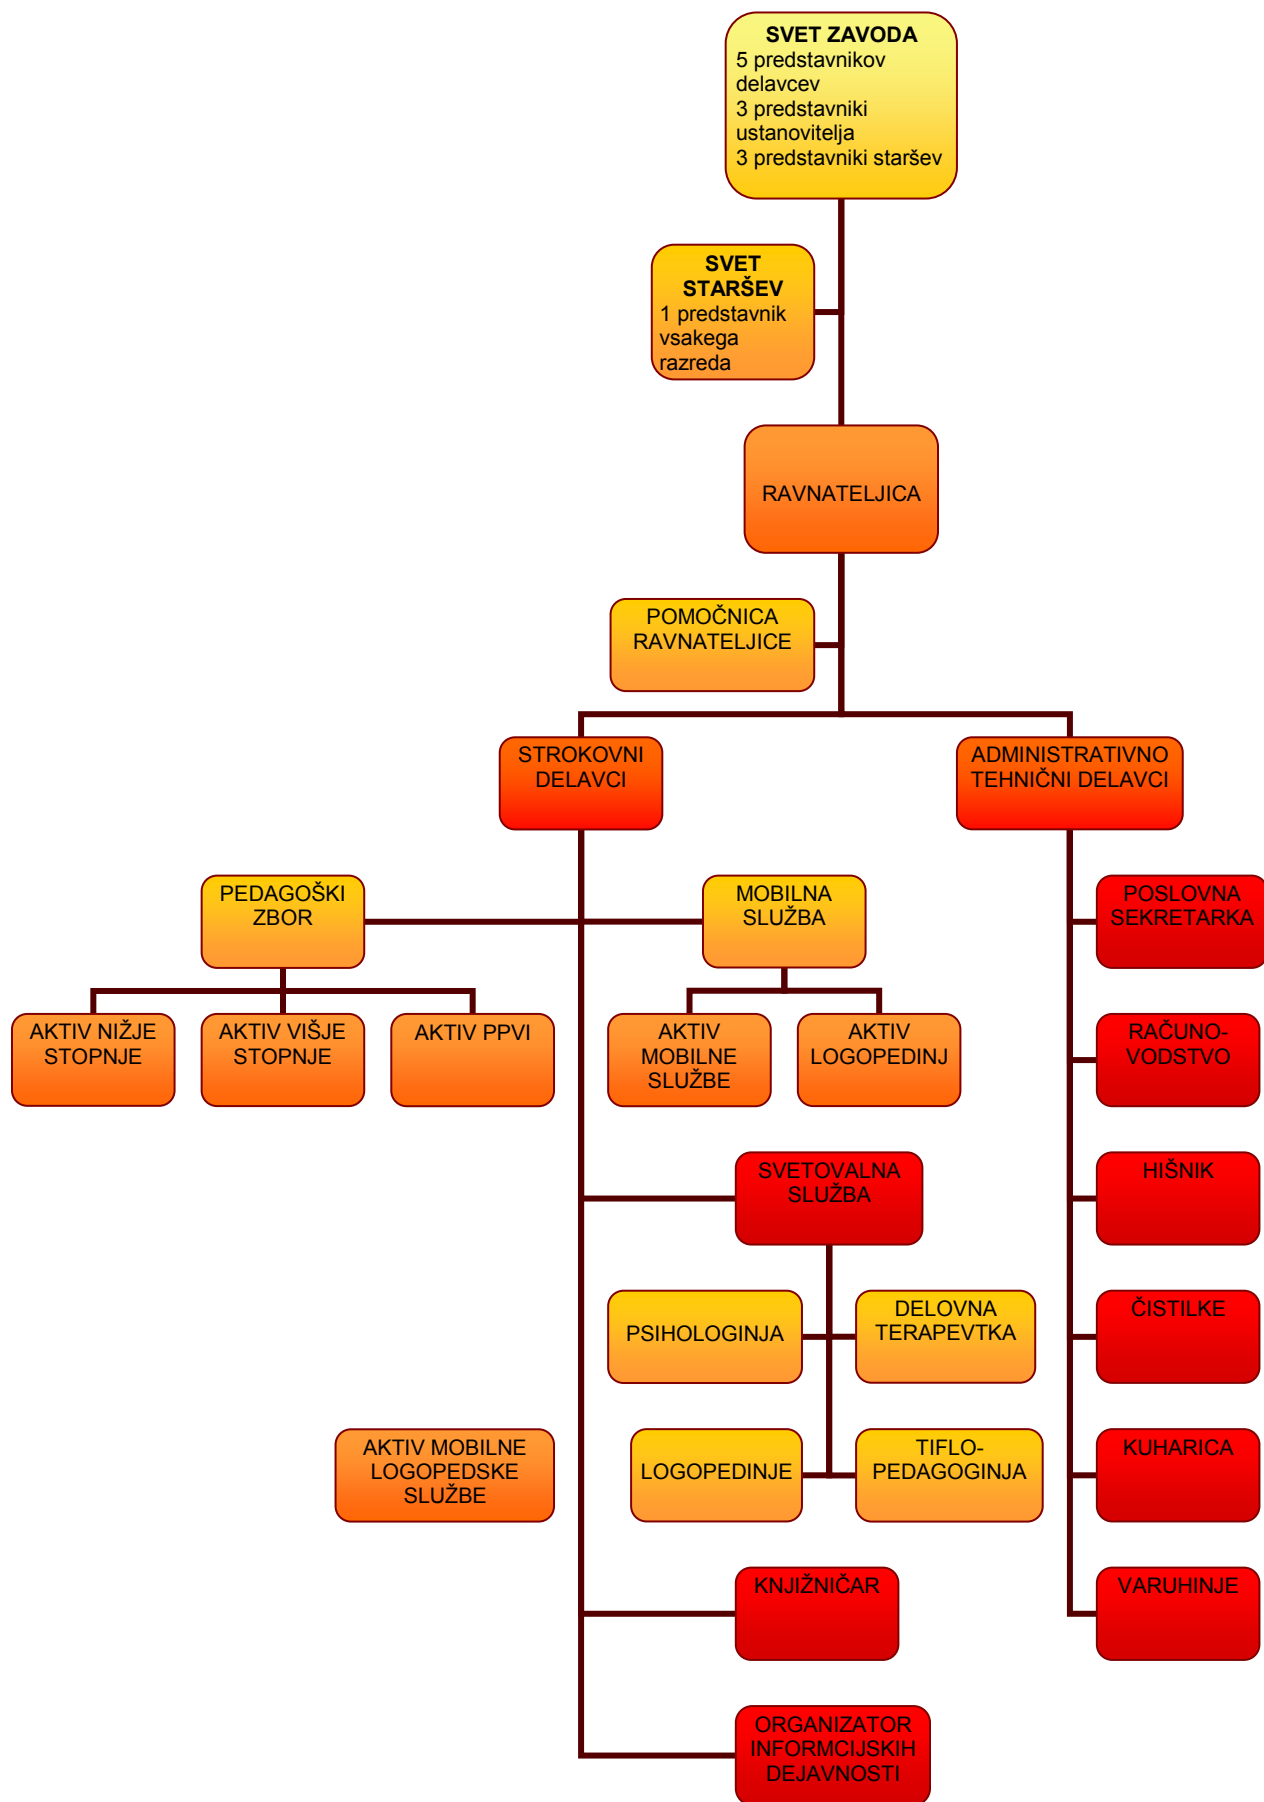 SVET ZAVODA
5 predstavnikov
delavcev
3 predstavniki
ustanovitelja
3 predstavniki staršev
SVET
STARŠEV
1 predstavnik
vsakega
razreda
RAVNATELJICA
POMOČNICA
RAVNATELJICE
STROKOVNI
DELAVCI
ADMINISTRATIVNO
TEHNIČNI DELAVCI
PEDAGOŠKI
ZBOR
MOBILNA
SLUŽBA
POSLOVNA
SEKRETARKA
AKTIV NIŽJE
STOPNJE
AKTIV VIŠJE
STOPNJE
AKTIV PPVI
AKTIV
MOBILNE
SLUŽBE
AKTIV
LOGOPEDINJ
RAČUNO-
VODSTVO
SVETOVALNA
SLUŽBA
HIŠNIK
PSIHOLOGINJA
DELOVNA
TERAPEVTKA
ČISTILKE
AKTIV MOBILNE
LOGOPEDSKE
SLUŽBE
LOGOPEDINJE
TIFLO-
PEDAGOGINJA
KUHARICA
KNJIŽNIČAR
VARUHINJE
ORGANIZATOR
INFORMCIJSKIH
DEJAVNOSTI